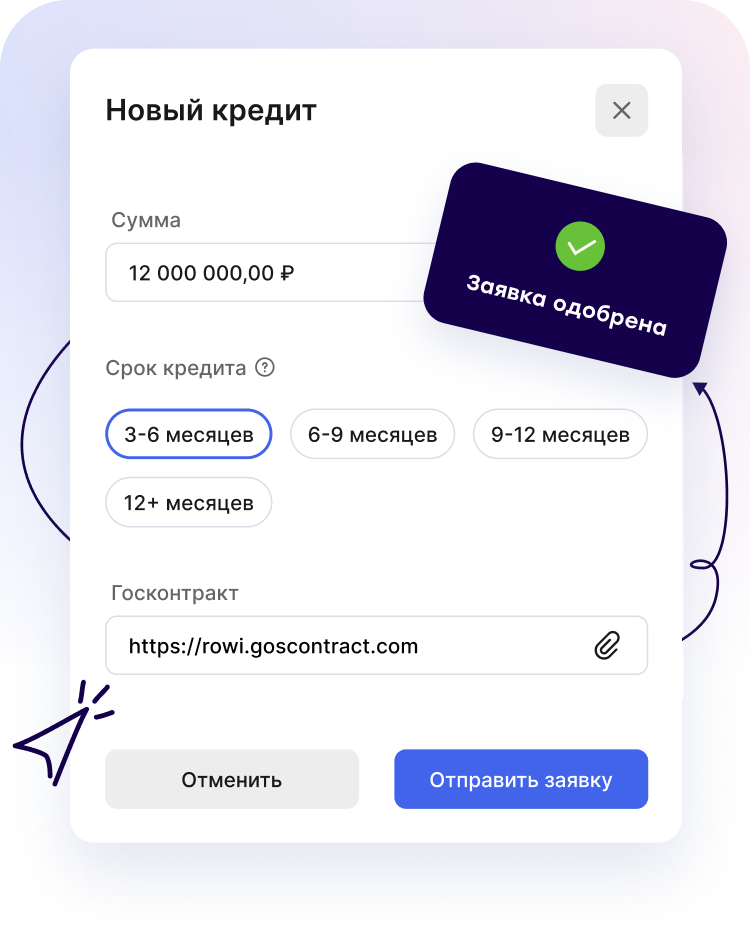 Новый кредит
Сумма
12 000 000,00 ₽
Заявка одобрена
Срок кредита ?
3-6 месяцев
6-9 месяцев
9-12 месяцев
12+ месяцев
Госконтракт
https://rowi.goscontract.com
Отменить
Отправить заявку